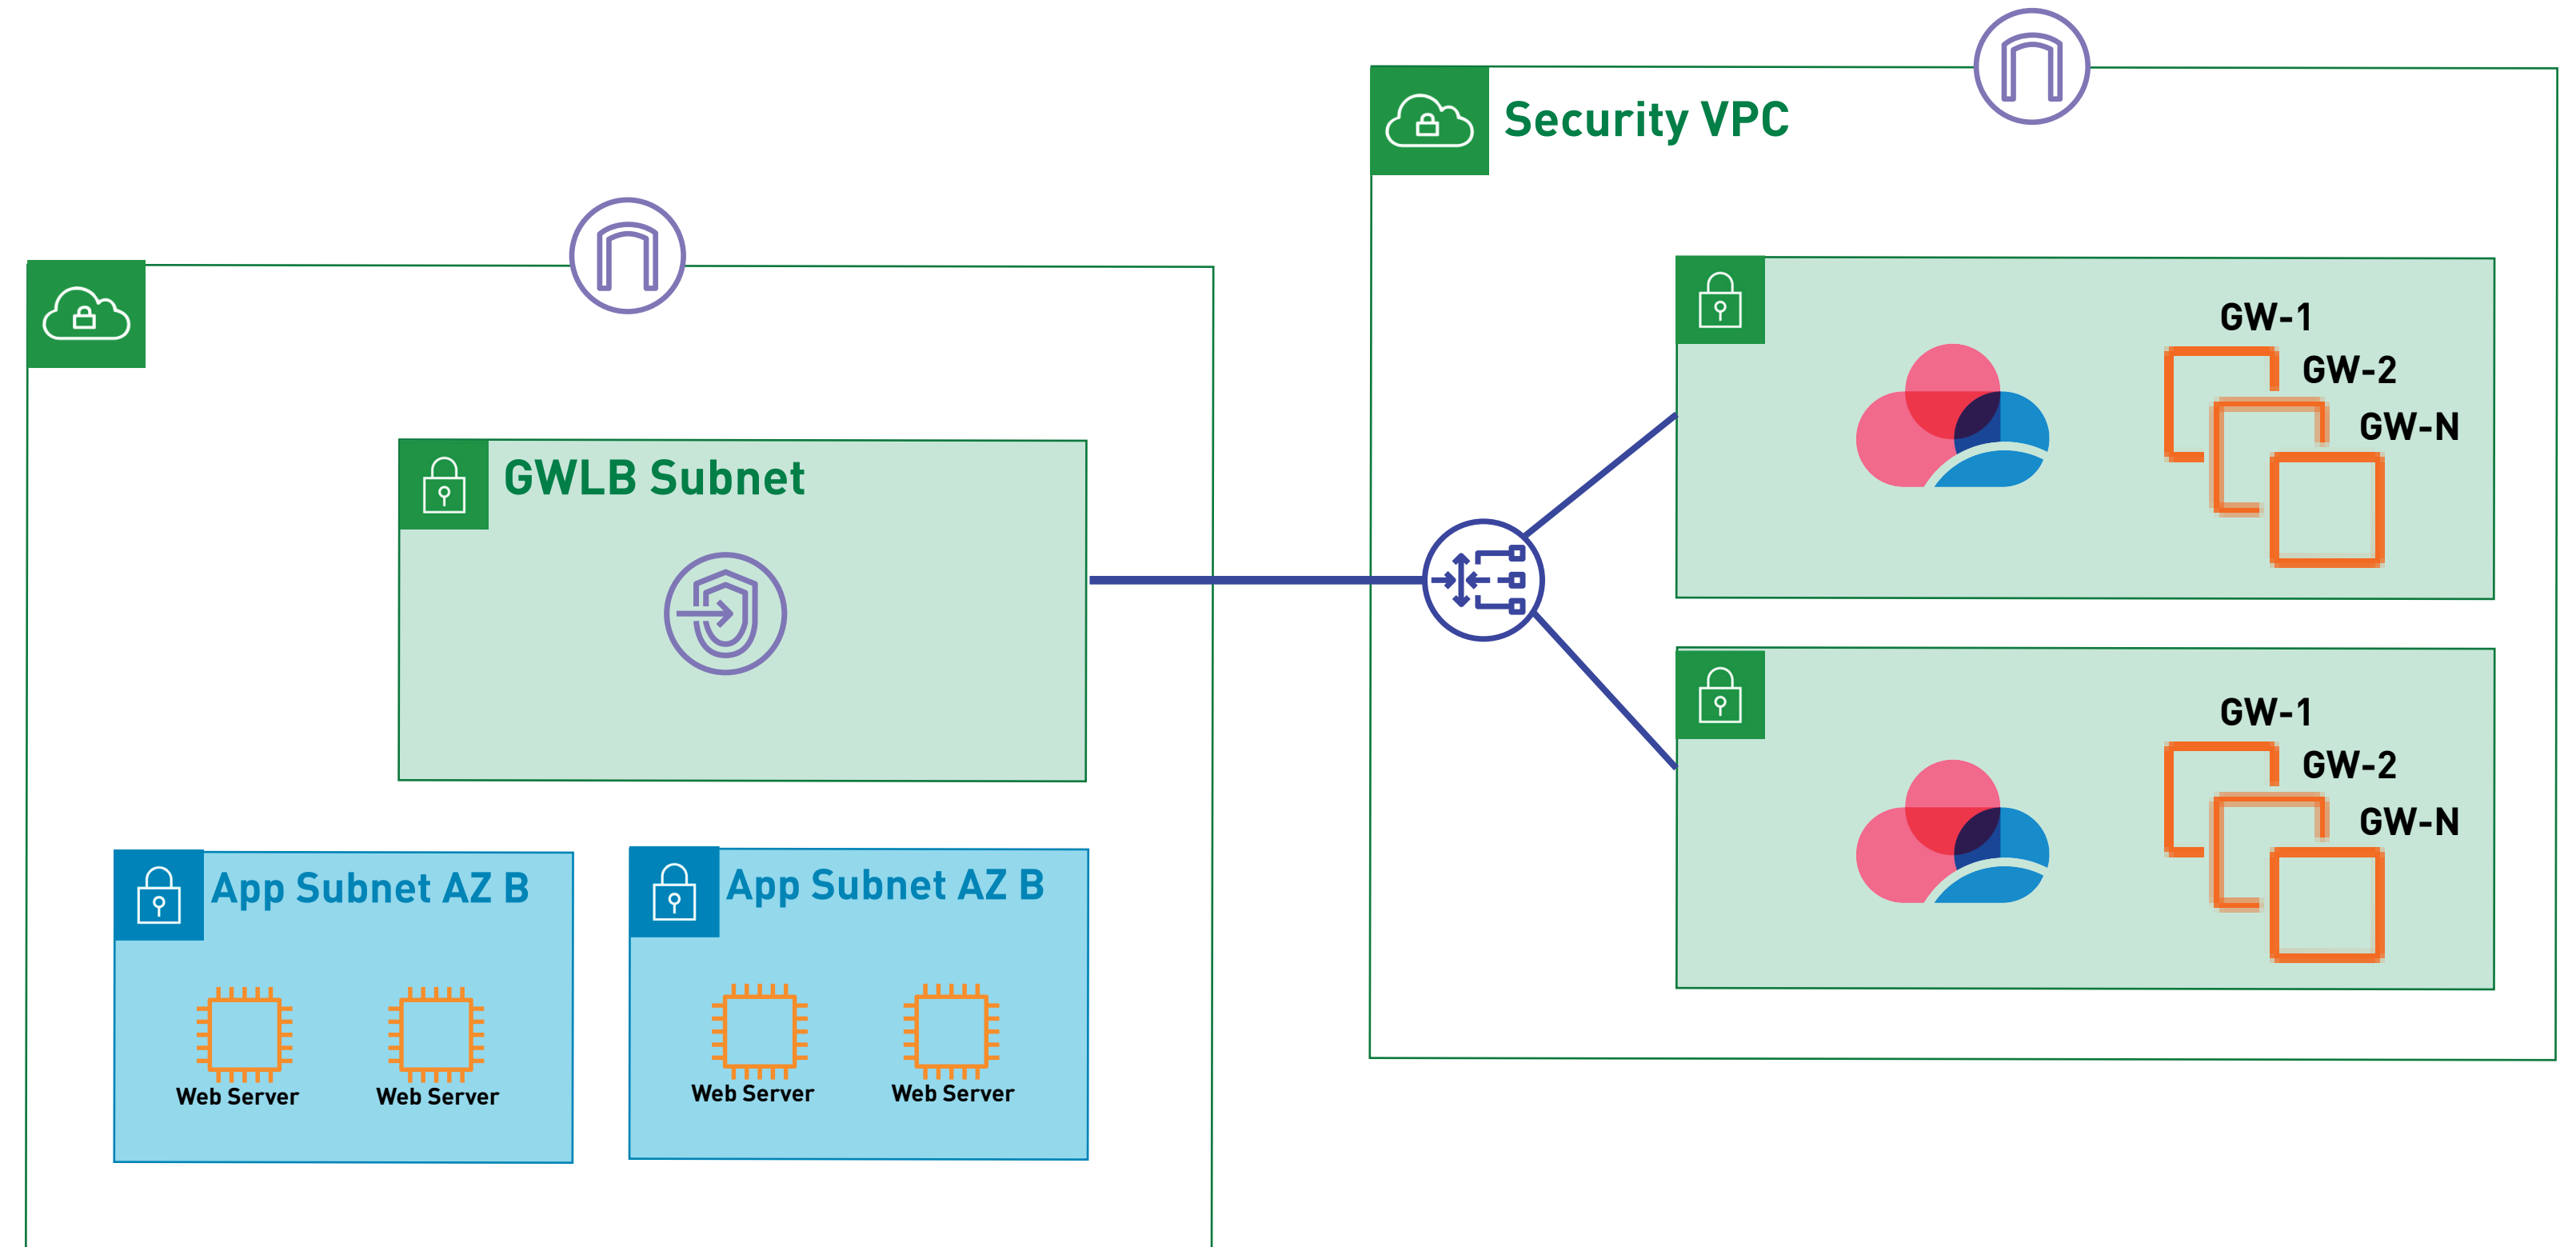 Security VPC
GW-1
GW-2
GW-N
GWLB Subnet
GW-1
GW-2
GW-N
App Subnet AZ B
App Subnet AZ B
Web Server
Web Server
Web Server
Web Server